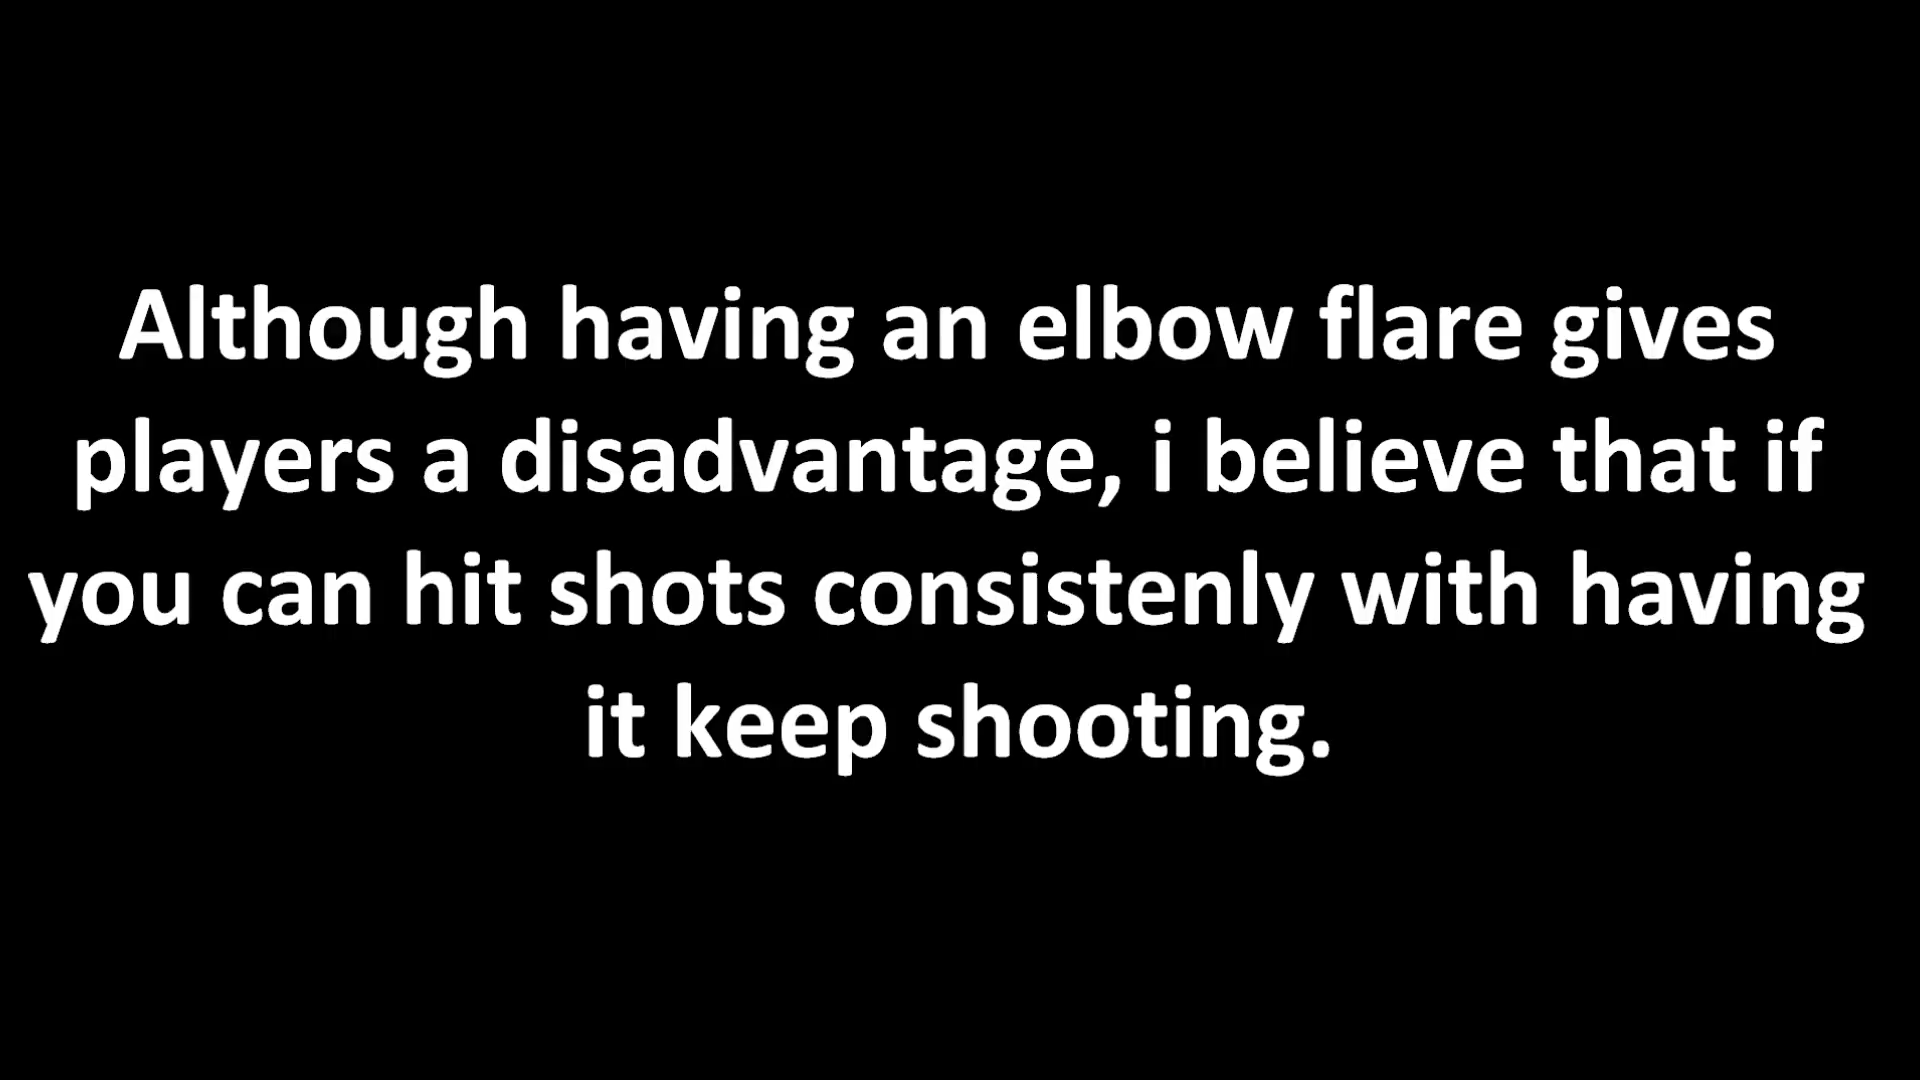 Although having an elbow flare gives
players a disadvantage, i believe that if
you can hit shots consistenly with having
it keep shooting.